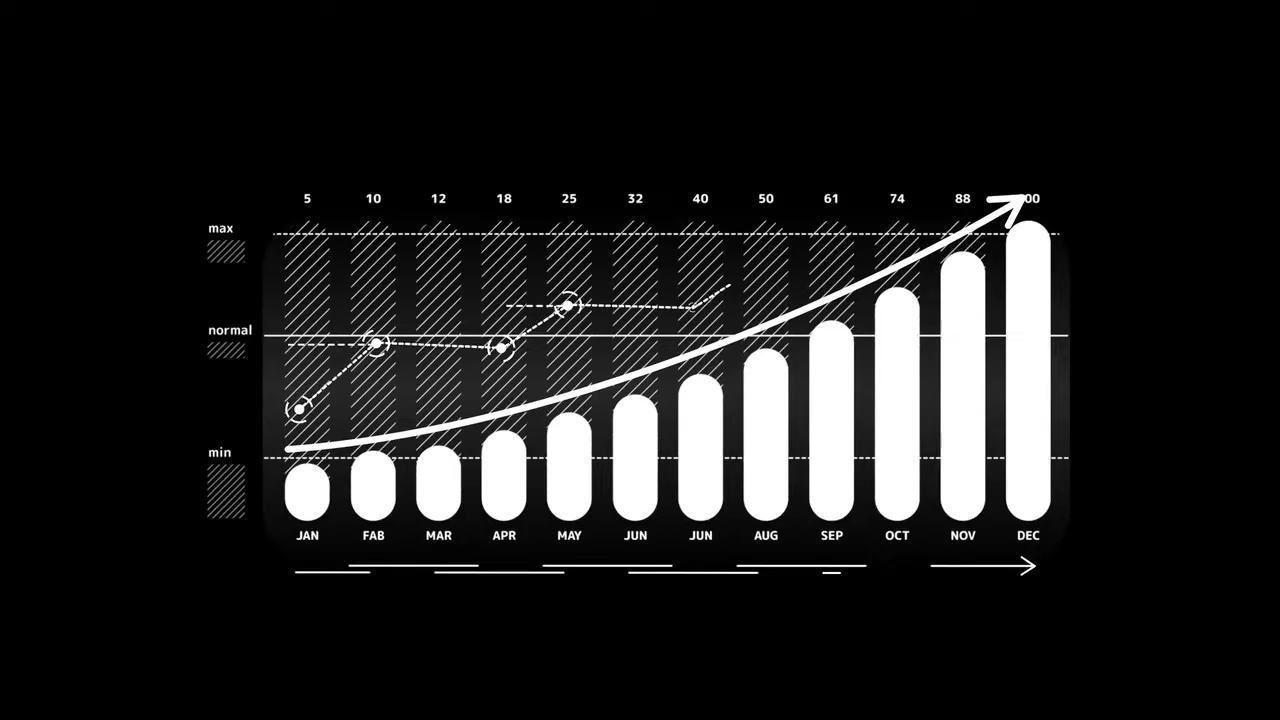 5 10 12 18 25 32 40 50 61 74 88
max
normal
min
JAN FAB MAR APR MAY JUN JUN AUG SEP OCT NOV DEC